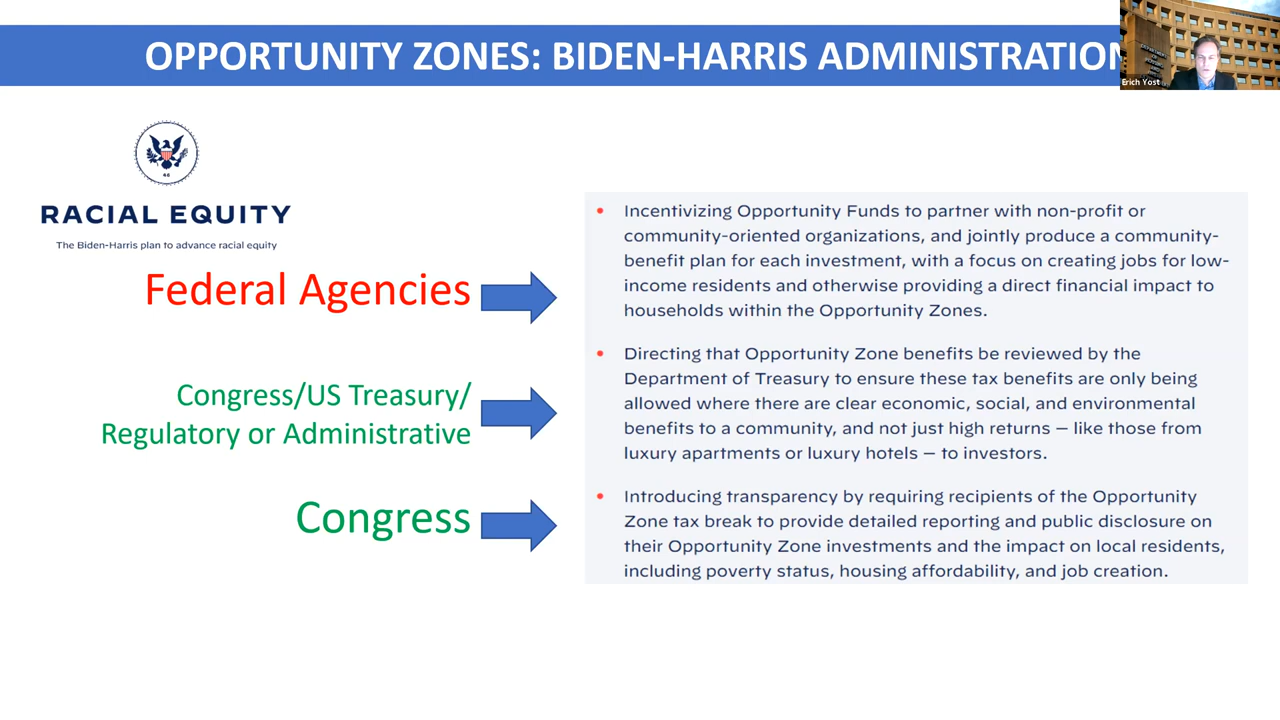 OPPORTUNITY ZONES: BIDEN-HARRIS ADMINISTRATION
Erich Yost
RACIAL EQUITY
The Biden-Harris plan to advance racial equity
Federal Agencies
Congress/US Treasury/
Regulatory or Administrative
Congress
• Incentivizing Opportunity Funds to partner with non-profit or
community-oriented organizations, and jointly produce a community-
benefit plan for each investment, with a focus on creating jobs for low-
income residents and otherwise providing a direct financial impact to
households within the Opportunity Zones.
• Directing that Opportunity Zone benefits be reviewed by the
Department of Treasury to ensure these tax benefits are only being
allowed where there are clear economic, social, and environmental
benefits to a community, and not just high returns – like those from
luxury apartments or luxury hotels – to investors.
• Introducing transparency by requiring recipients of the Opportunity
Zone tax break to provide detailed reporting and public disclosure on
their Opportunity Zone investments and the impact on local residents,
including poverty status, housing affordability, and job creation.